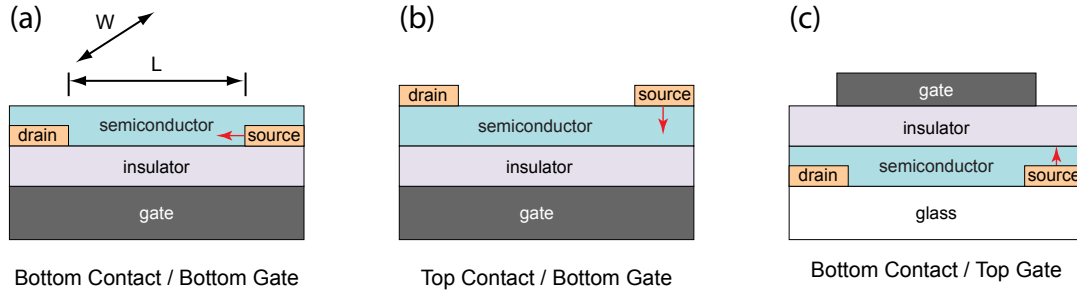 (a)
W
L
semiconductor
drain
source
insulator
gate
Bottom Contact / Bottom Gate
(b)
drain
source
semiconductor
insulator
gate
Top Contact / Bottom Gate
(c)
gate
insulator
semiconductor
drain
source
glass
Bottom Contact / Top Gate